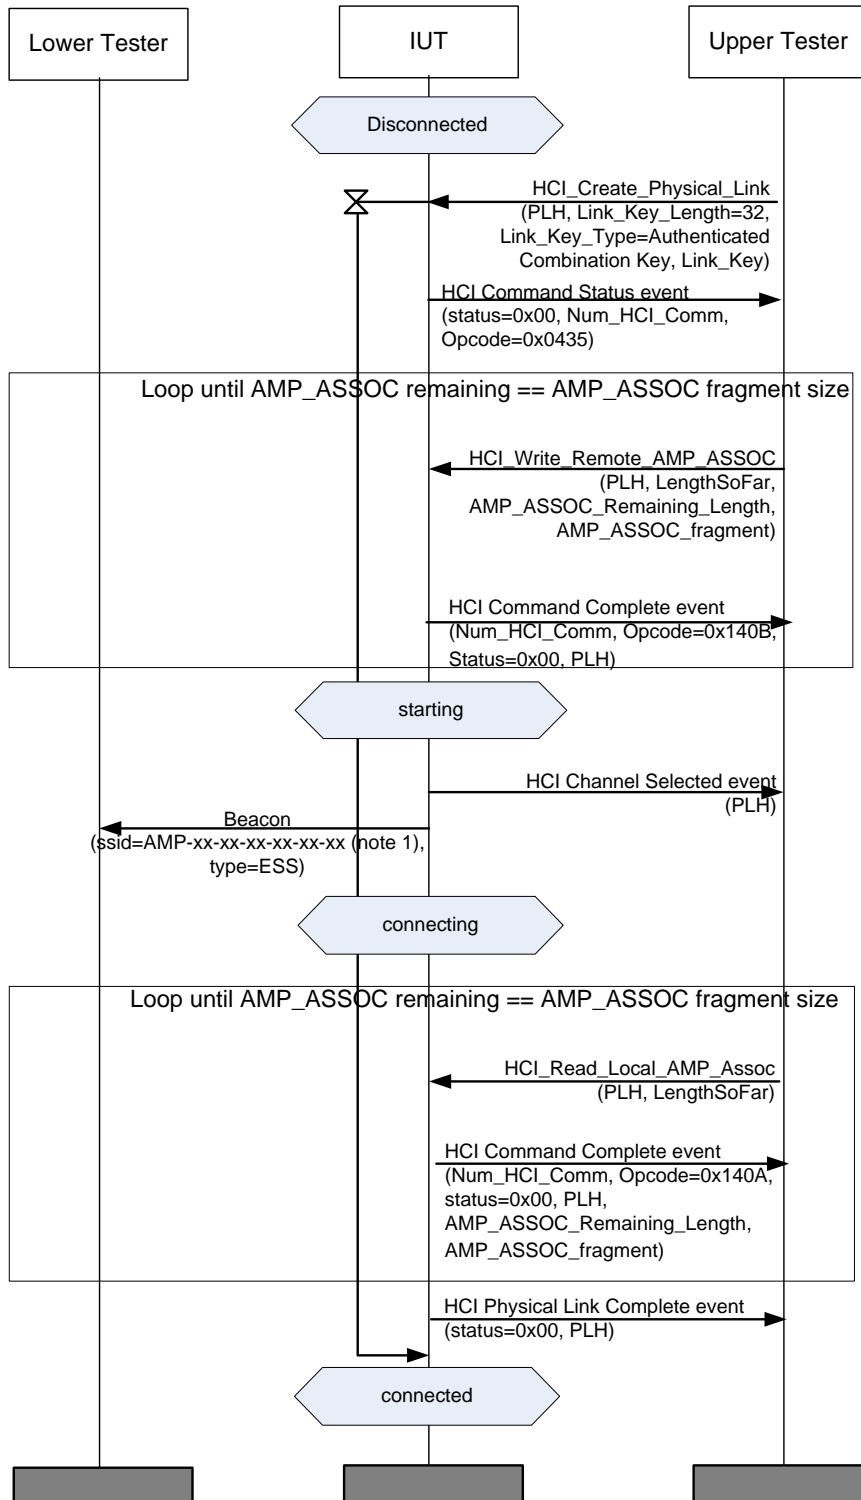 Lower Tester
IUT
Upper Tester
Disconnected
HCI_Create_Physical_Link
(PLH, Link_Key_Length=32,
Link_Key_Type=Authenticated
Combination Key, Link_Key)
HCI Command Status event
(status=0x00, Num_HCI_Comm,
Opcode=0x0435)
Loop until AMP_ASSOC remaining == AMP_ASSOC fragment size
HCI_Write_Remote_AMP_ASSOC
(PLH, LengthSoFar,
AMP_ASSOC_Remaining_Length,
AMP_ASSOC_fragment)
HCI Command Complete event
(Num_HCI_Comm, Opcode=0x140B,
Status=0x00, PLH)
starting
HCI Channel Selected event
(PLH)
Beacon
(ssid=AMP-xx-xx-xx-xx-xx-xx (note 1),
type=ESS)
connecting
Loop until AMP_ASSOC remaining == AMP_ASSOC fragment size
HCI_Read_Local_AMP_Assoc
(PLH, LengthSoFar)
HCI Command Complete event
(Num_HCI_Comm, Opcode=0x140A,
status=0x00, PLH,
AMP_ASSOC_Remaining_Length,
AMP_ASSOC_fragment)
HCI Physical Link Complete event
(status=0x00, PLH)
connected